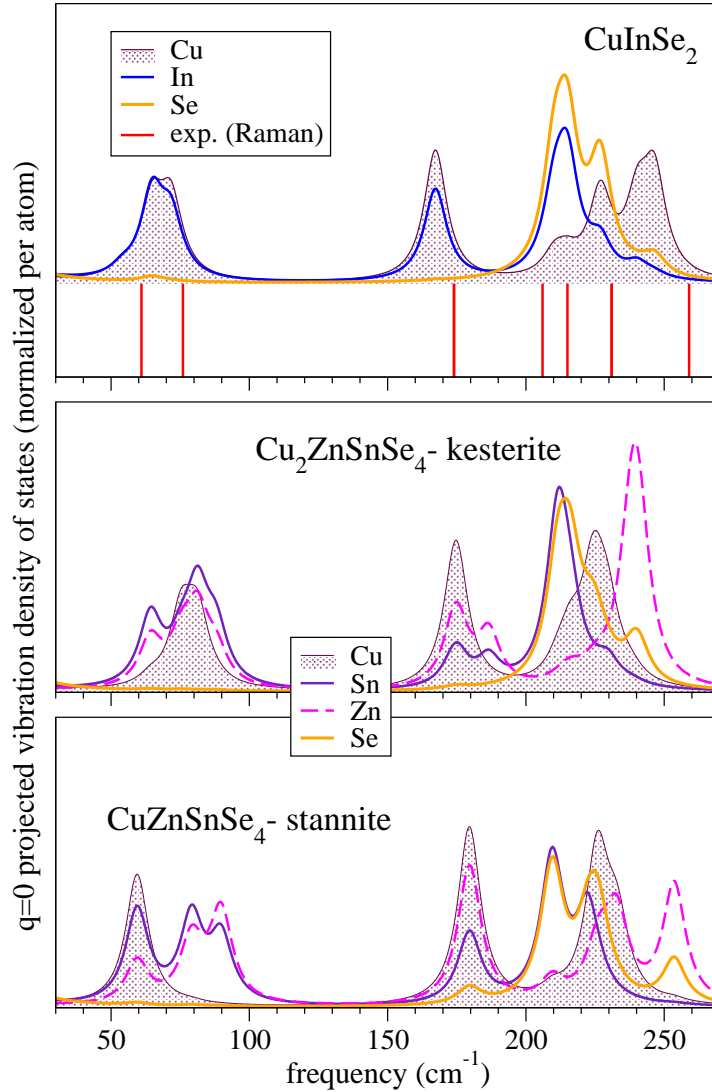 CuInSe2
Cu
In
Se
exp. (Raman)
q=0 projected vibration density of states (normalized per atom)
Cu2ZnSnSe4- kesterite
Cu
Sn
Zn
Se
CuZnSnSe4- stannite
50 100 150 200 250
frequency (cm-1)